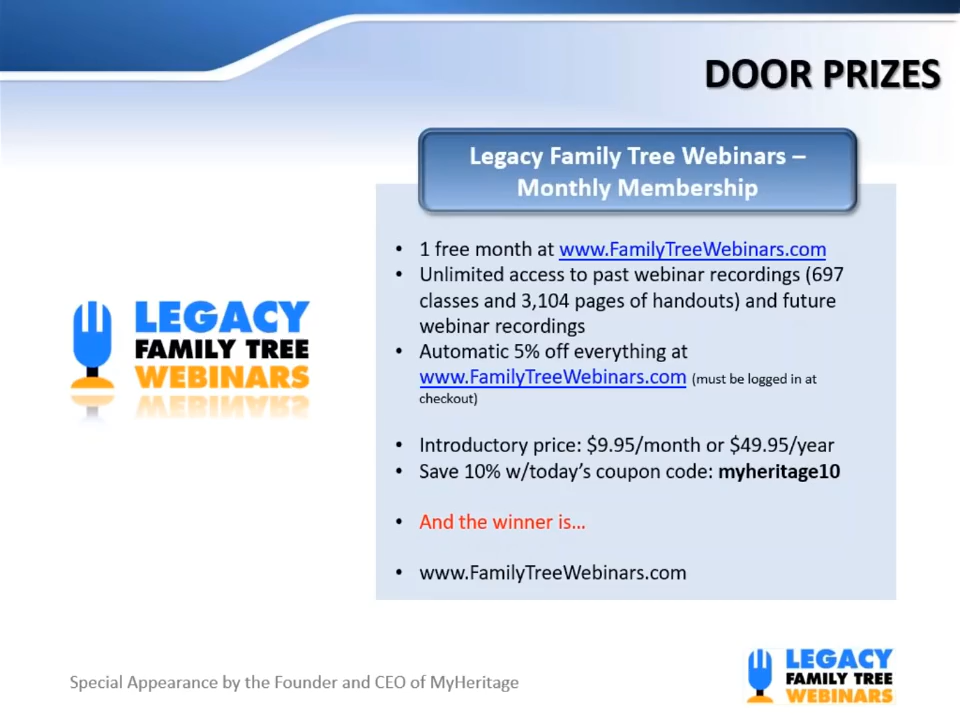 DOOR PRIZES
Legacy Family Tree Webinars –
Monthly Membership
• 1 free month at www.FamilyTreeWebinars.com
• Unlimited access to past webinar recordings (697
classes and 3,104 pages of handouts) and future
webinar recordings
• Automatic 5% off everything at
www.FamilyTreeWebinars.com (must be logged in at
checkout)
• Introductory price: $9.95/month or $49.95/year
• Save 10% w/today's coupon code: myheritage10
• And the winner is…
• www.FamilyTreeWebinars.com
LEGACY
FAMILY TREE
WEBINARS
Special Appearance by the Founder and CEO of MyHeritage
LEGACY
FAMILY TREE
WEBINARS